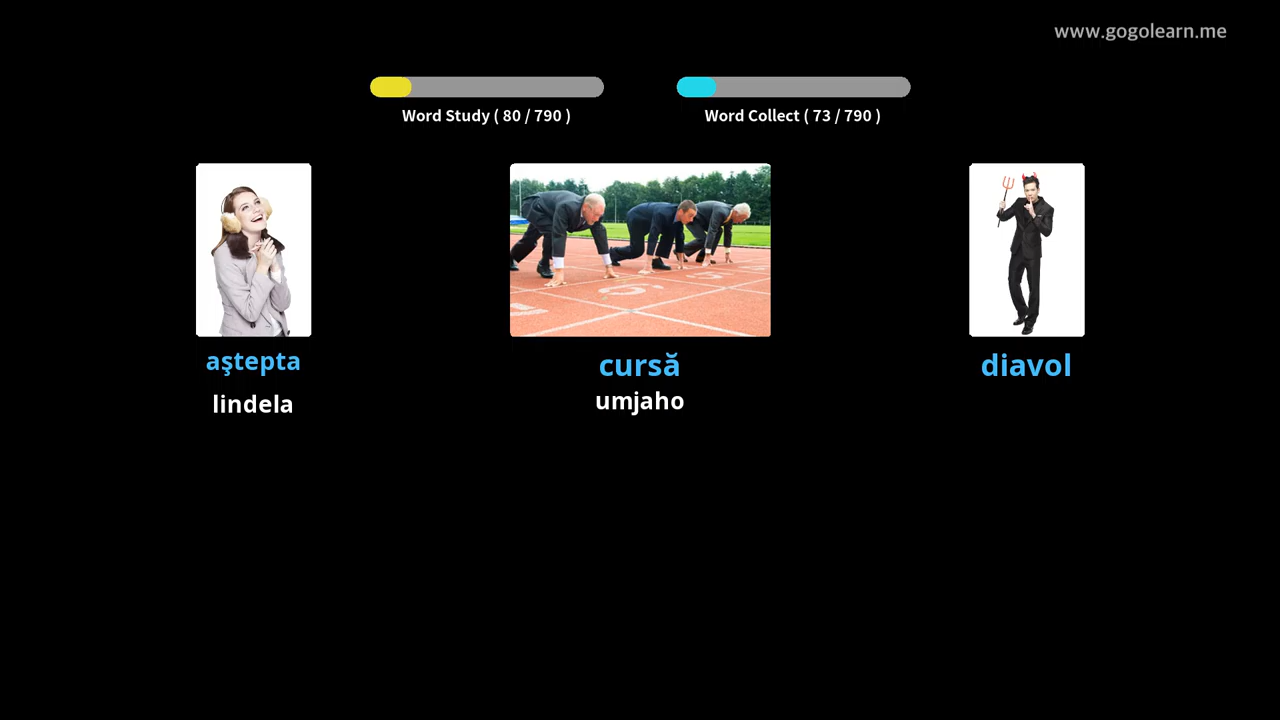 www.gogolearn.me
Word Study ( 80 / 790 )
Word Collect ( 73 / 790 )
aştepta
lindela
cursă
umjaho
diavol